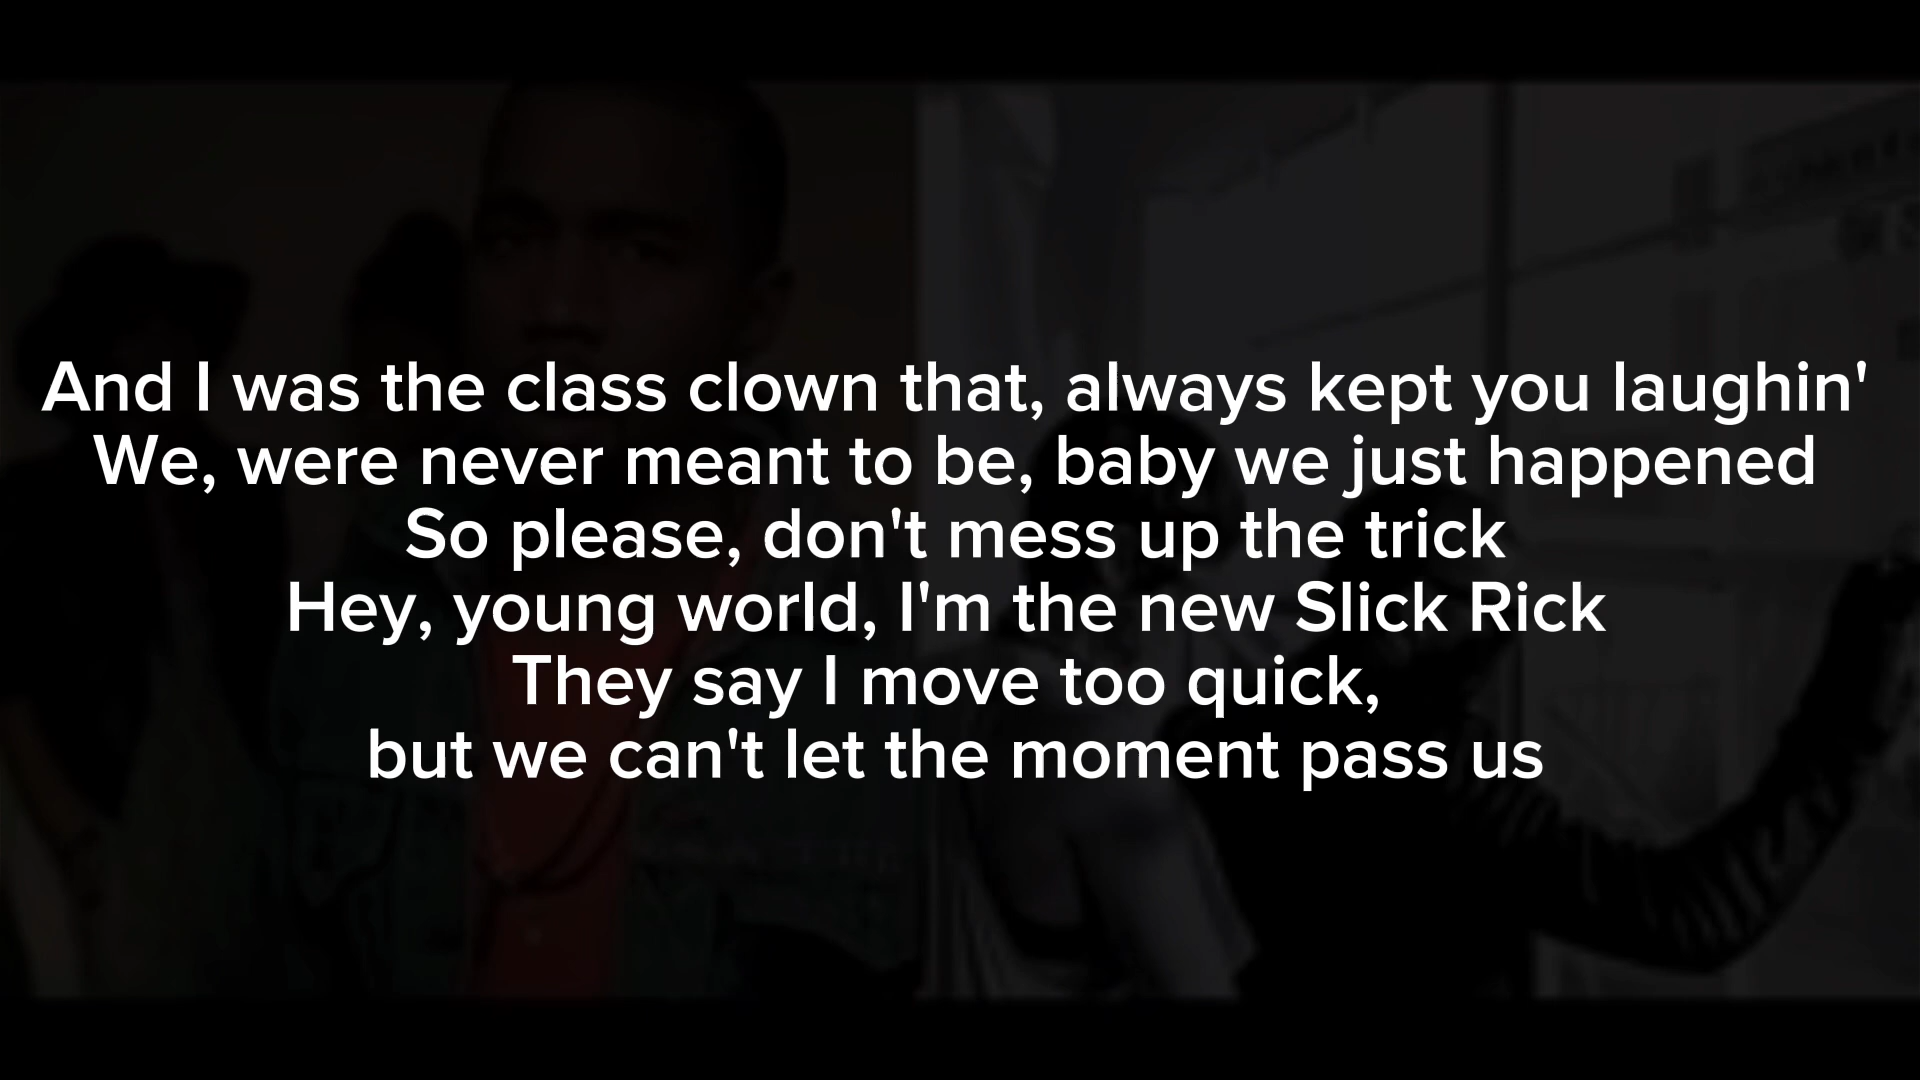 And I was the class clown that, always kept you laughin'
We, were never meant to be, baby we just happened
So please, don't mess up the trick
Hey, young world, I'm the new Slick Rick
They say I move too quick,
but we can't let the moment pass us